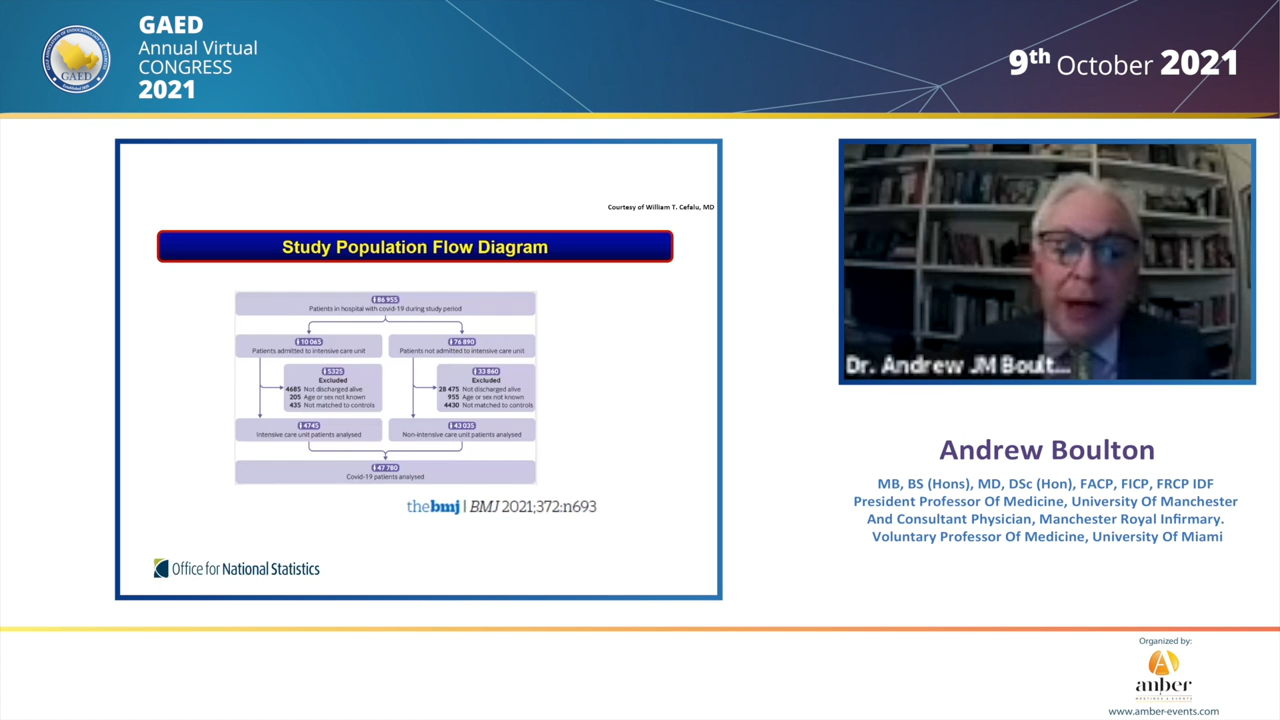 GAED
Annual Virtual
CONGRESS
2021
GAED
9th October 2021
Courtesy of William T. Cefalu, MD
Study Population Flow Diagram
86 955
Patients in hospital with covid-19 during study period
10 065
Patients admitted to intensive care unit
76 890
Patients not admitted to intensive care unit
5325
Excluded
4685 Not discharged alive
205 Age or sex not known
435 Not matched to controls
33 860
Excluded
28 475 Not discharged alive
955 Age or sex not known
4430 Not matched to controls
4745
Intensive care unit patients analysed
43 035
Non-intensive care unit patients analysed
47 780
Covid-19 patients analysed
thebmj | BMJ 2021;372:n693
Office for National Statistics
Dr. Andrew JM Boult...
Andrew Boulton
MB, BS (Hons), MD, DSc (Hon), FACP, FICP, FRCP IDF
President Professor Of Medicine, University Of Manchester
And Consultant Physician, Manchester Royal Infirmary.
Voluntary Professor Of Medicine, University Of Miami
Organized by:
amber
MEETINGS & EVENTS
www.amber-events.com